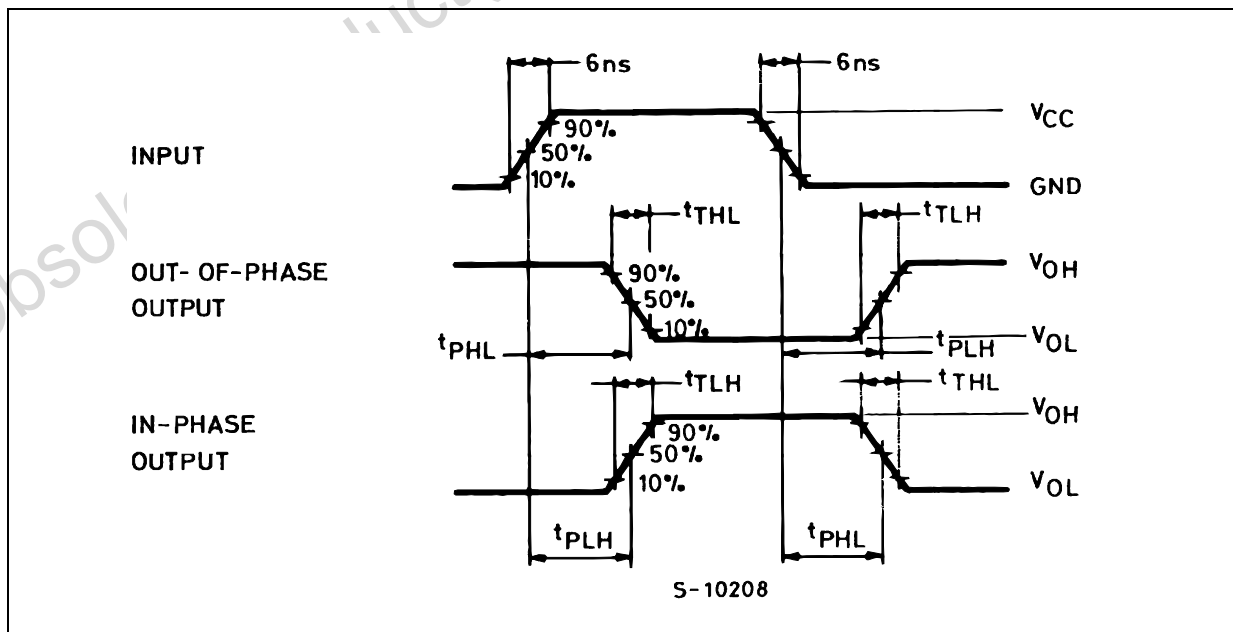 6ns
6ns
VCC
90%
50%
10%
INPUT
GND
tTHL
tTLH
OUT-OF-PHASE
OUTPUT
90%
50%
10%
VOH
VOL
tPHL
tPLH
tTLH
tTHL
IN-PHASE
OUTPUT
90%
50%
10%
VOH
VOL
tPLH
tPHL
S-10208